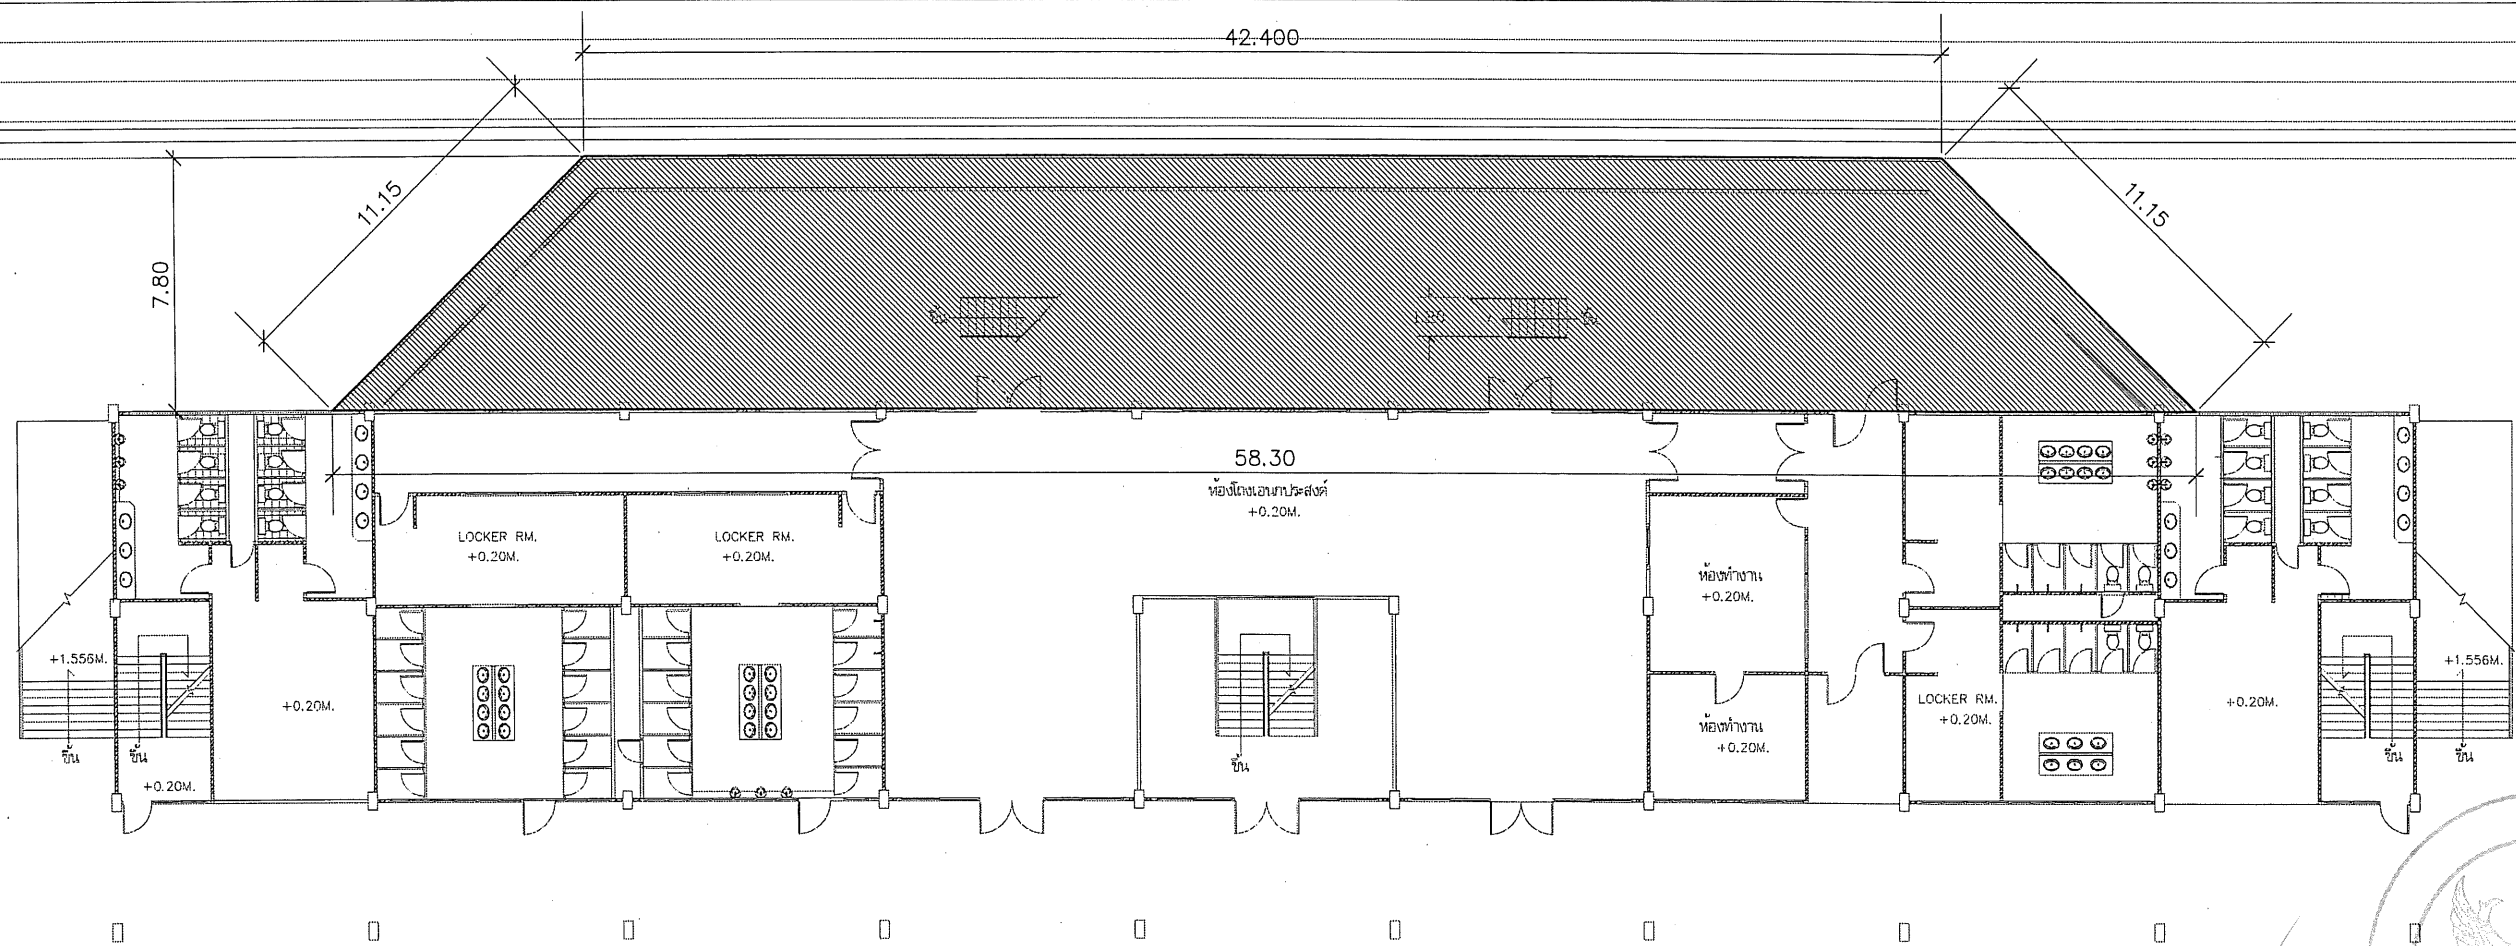 42.400
11.15
11.15
7.80
58.30
ห้องโถงเอนกประสงค์
+0.20M.
LOCKER RM.
+0.20M.
LOCKER RM.
+0.20M.
ห้องทำงาน
+0.20M.
+1.556M.
+1.556M.
+0.20M.
LOCKER RM.
+0.20M.
+0.20M.
ห้องทำงาน
+0.20M.
ขึ้น
ขึ้น
ขึ้น
ขึ้น
ขึ้น
+0.20M.